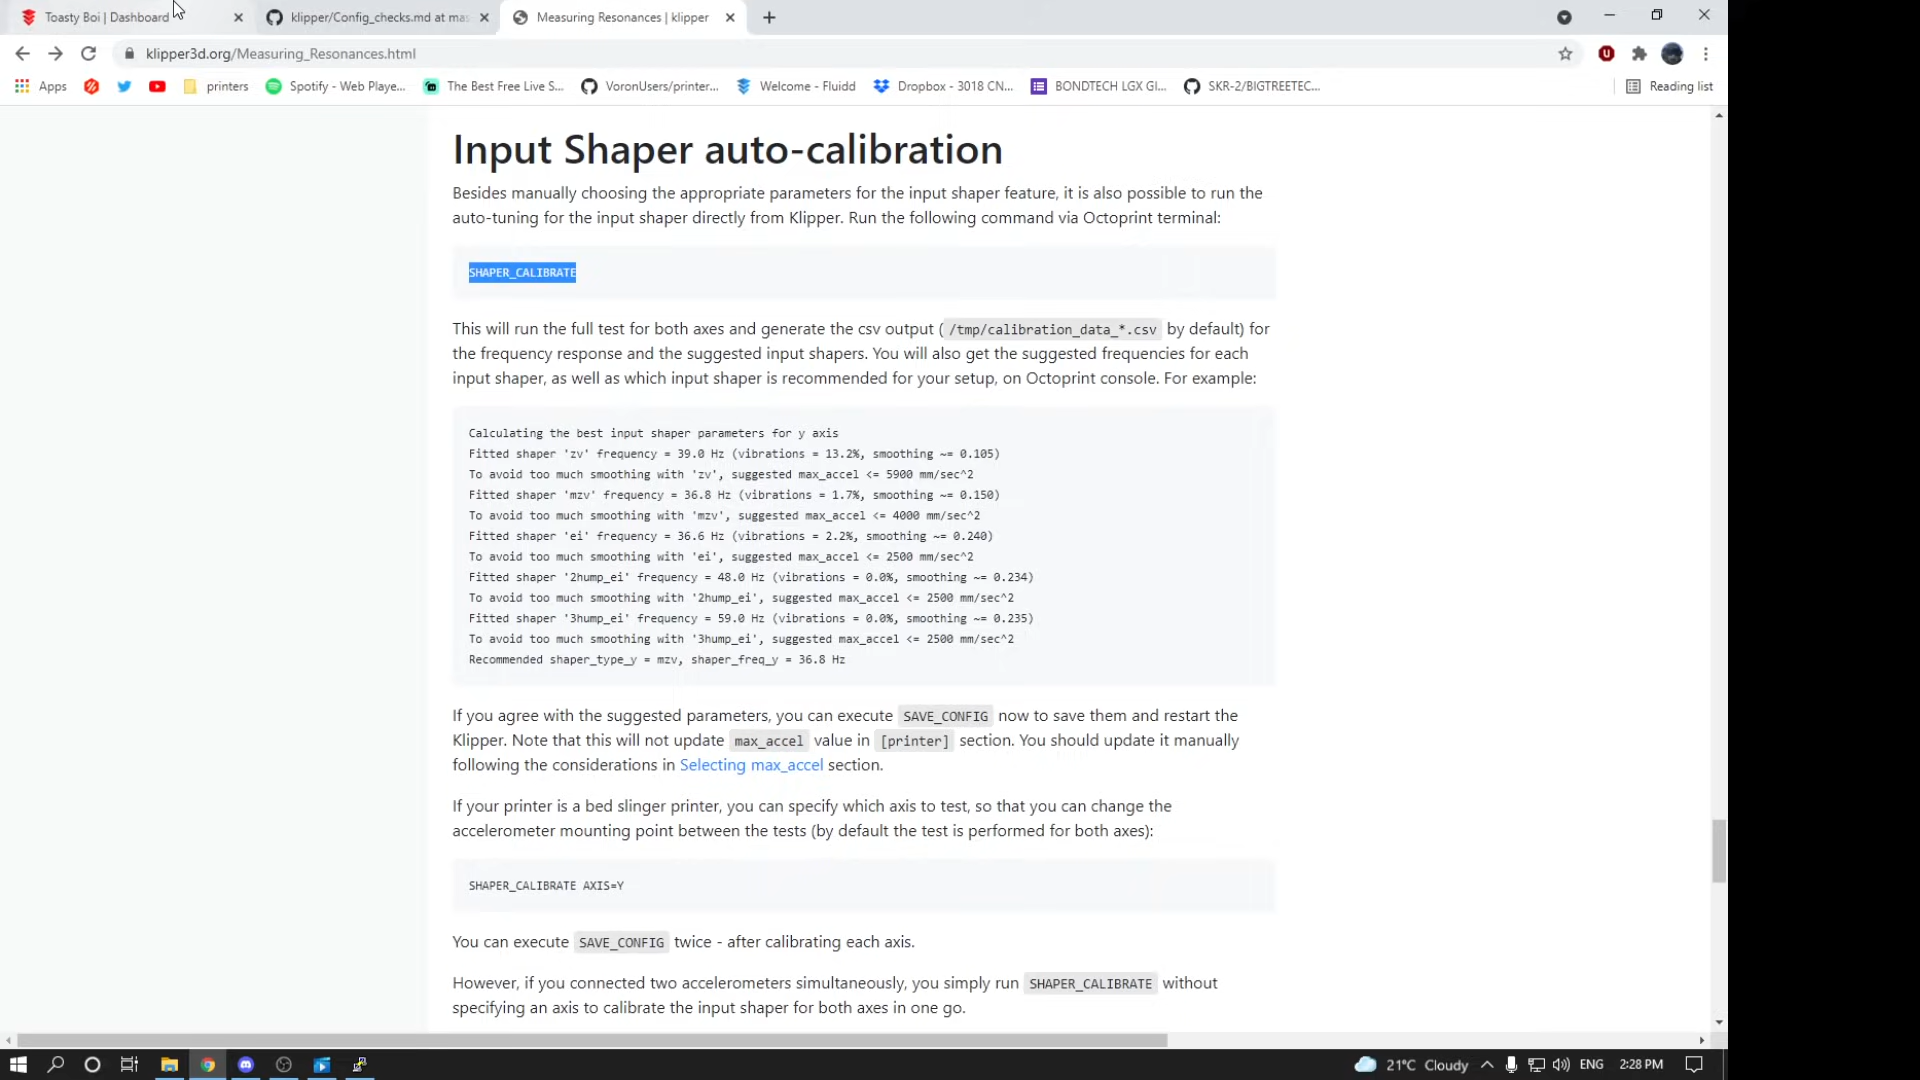 Toasty Boi | Dashboard
klipper/Config_checks.md at mas
Measuring Resonances | klipper
klipper3d.org/Measuring_Resonances.html
Apps
printers
Spotify - Web Playe...
The Best Free Live S...
VoronUsers/printer...
Welcome - Fluidd
Dropbox - 3018 CN...
BONDTECH LGX GI...
SKR-2/BIGTREETEC...
Reading list
Input Shaper auto-calibration
Besides manually choosing the appropriate parameters for the input shaper feature, it is also possible to run the
auto-tuning for the input shaper directly from Klipper. Run the following command via Octoprint terminal:
SHAPER_CALIBRATE
This will run the full test for both axes and generate the csv output ( /tmp/calibration_data_*.csv by default) for
the frequency response and the suggested input shapers. You will also get the suggested frequencies for each
input shaper, as well as which input shaper is recommended for your setup, on Octoprint console. For example:
Calculating the best input shaper parameters for y axis
Fitted shaper 'zv' frequency = 39.0 Hz (vibrations = 13.2%, smoothing ~= 0.105)
To avoid too much smoothing with 'zv', suggested max_accel <= 5900 mm/sec^2
Fitted shaper 'mzv' frequency = 36.8 Hz (vibrations = 1.7%, smoothing ~= 0.150)
To avoid too much smoothing with 'mzv', suggested max_accel <= 4000 mm/sec^2
Fitted shaper 'ei' frequency = 36.6 Hz (vibrations = 2.2%, smoothing ~= 0.240)
To avoid too much smoothing with 'ei', suggested max_accel <= 2500 mm/sec^2
Fitted shaper '2hump_ei' frequency = 48.0 Hz (vibrations = 0.0%, smoothing ~= 0.234)
To avoid too much smoothing with '2hump_ei', suggested max_accel <= 2500 mm/sec^2
Fitted shaper '3hump_ei' frequency = 59.0 Hz (vibrations = 0.0%, smoothing ~= 0.235)
To avoid too much smoothing with '3hump_ei', suggested max_accel <= 2500 mm/sec^2
Recommended shaper_type_y = mzv, shaper_freq_y = 36.8 Hz
If you agree with the suggested parameters, you can execute SAVE_CONFIG now to save them and restart the
Klipper. Note that this will not update max_accel value in [printer] section. You should update it manually
following the considerations in Selecting max_accel section.
If your printer is a bed slinger printer, you can specify which axis to test, so that you can change the
accelerometer mounting point between the tests (by default the test is performed for both axes):
SHAPER_CALIBRATE AXIS=Y
You can execute SAVE_CONFIG twice - after calibrating each axis.
However, if you connected two accelerometers simultaneously, you simply run SHAPER_CALIBRATE without
specifying an axis to calibrate the input shaper for both axes in one go.
21°C Cloudy
ENG
2:28 PM